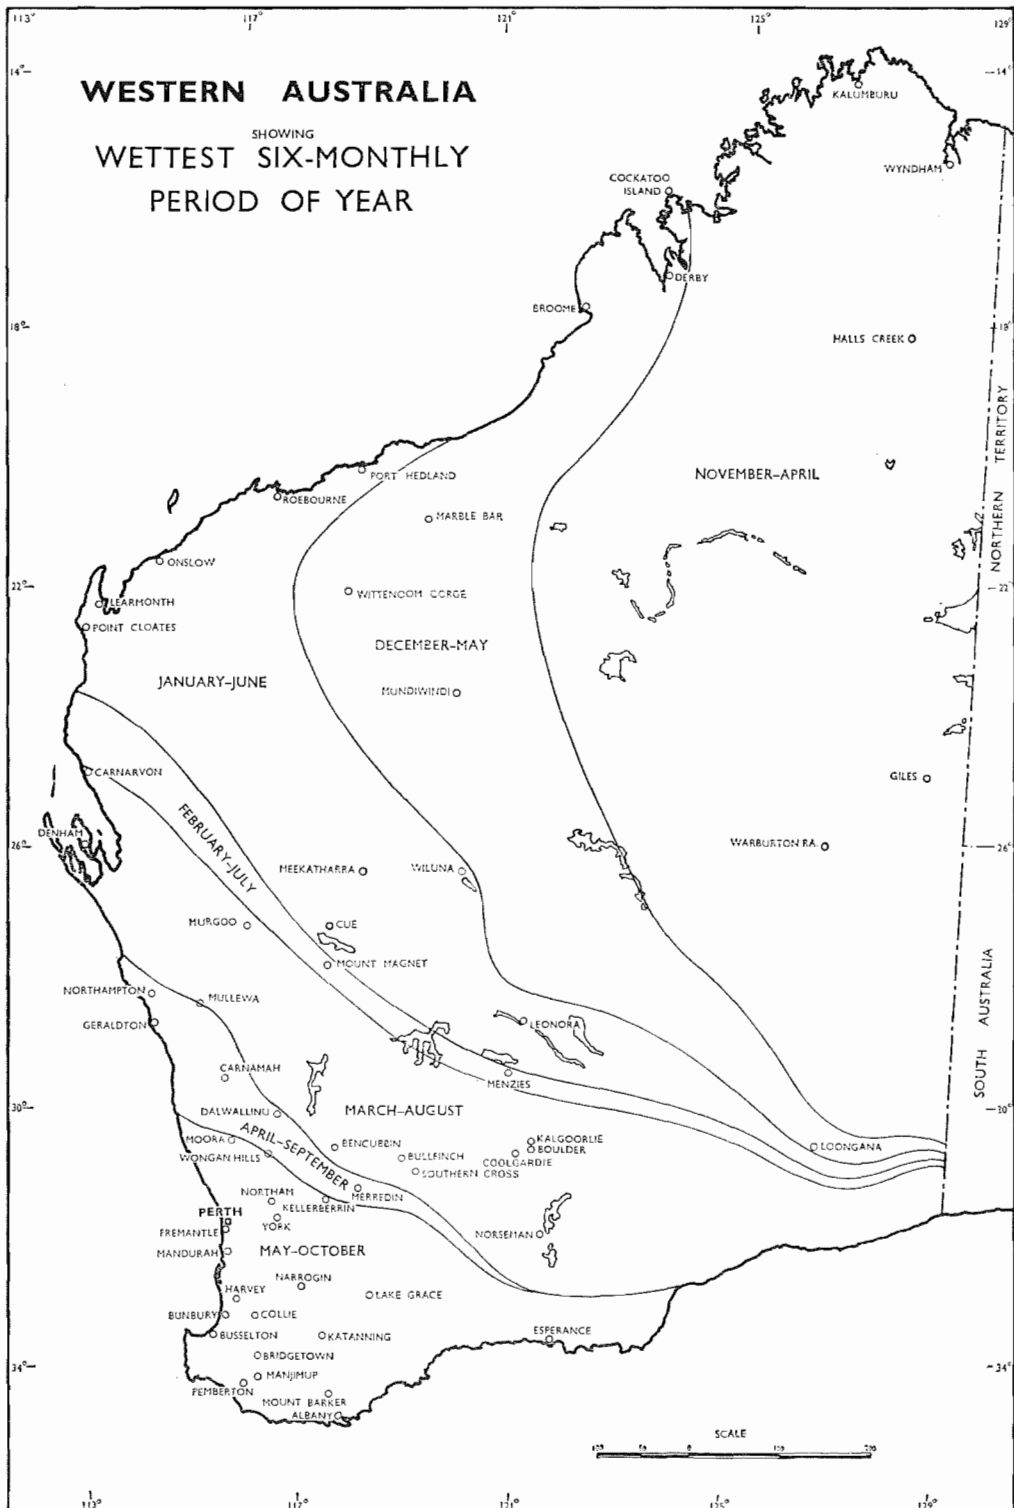 113°
117°
121°
125°
129°
14°
14°
WESTERN AUSTRALIA
SHOWING
WETTEST SIX-MONTHLY
PERIOD OF YEAR
KALUMBURU
WYNDHAM
COCKATOO
ISLAND
DERBY
BROOME
18°
18°
HALLS CREEK
NORTHERN TERRITORY
NOVEMBER–APRIL
PORT HEDLAND
ROEBOURNE
MARBLE BAR
ONSLOW
22°
22°
WITTENOOM GORGE
LEARMONTH
POINT CLOATES
DECEMBER–MAY
JANUARY–JUNE
MUNDIWINDI
CARNARVON
GILES
FEBRUARY–JULY
DENHAM
26°
26°
WARBURTON RA.
MEEKATHARRA
WILUNA
MURGOO
CUE
MOUNT MAGNET
NORTHAMPTON
MULLEWA
GERALDTON
LEONORA
SOUTH AUSTRALIA
CARNAMAH
MENZIES
30°
30°
DALWALLINU
MARCH–AUGUST
APRIL–SEPTEMBER
MOORA
WONGAN HILLS
BENCUBBIN
BULLFINCH
KALGOORLIE
BOULDER
COOLGARDIE
LOONGANA
SOUTHERN CROSS
NORTHAM
MERREDIN
KELLERBERRIN
PERTH
YORK
FREMANTLE
NORSEMAN
MANDURAH
MAY–OCTOBER
NARROGIN
HARVEY
LAKE GRACE
BUNBURY
COLLIE
BUSSELTON
KATANNING
ESPERANCE
BRIDGETOWN
34°
34°
MANJIMUP
PEMBERTON
MOUNT BARKER
ALBANY
SCALE
100
50
0
100
200
113°
117°
121°
125°
129°